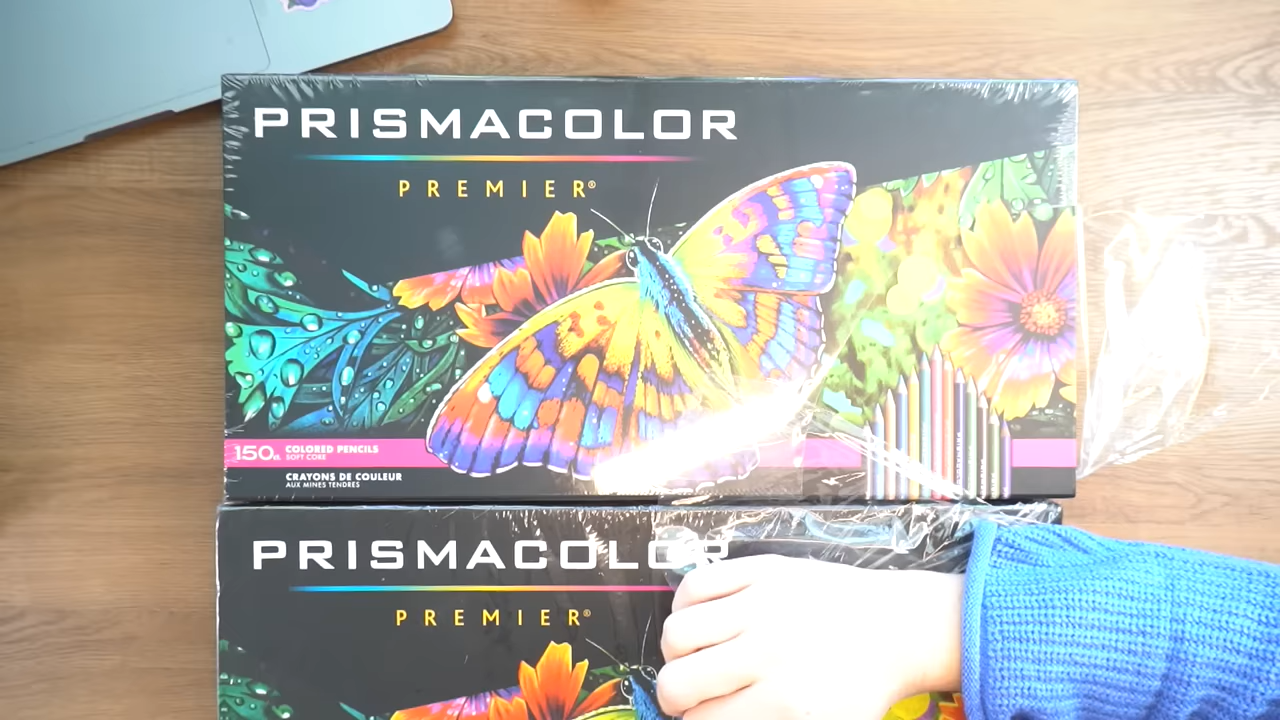 PRISMACOLOR
PREMIER®
150 COLORED PENCILS
SOFT CORE
CRAYONS DE COULEUR
AUX MINES TENDRES
PRISMACOLOR
PREMIER®